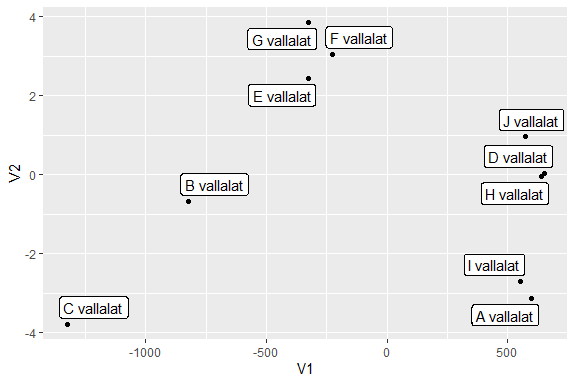 4
G vallalat
F vallalat
E vallalat
2
J vallalat
D vallalat
V2
0
B vallalat
H vallalat
-2
I vallalat
C vallalat
A vallalat
-4
-1000
-500
0
500
V1